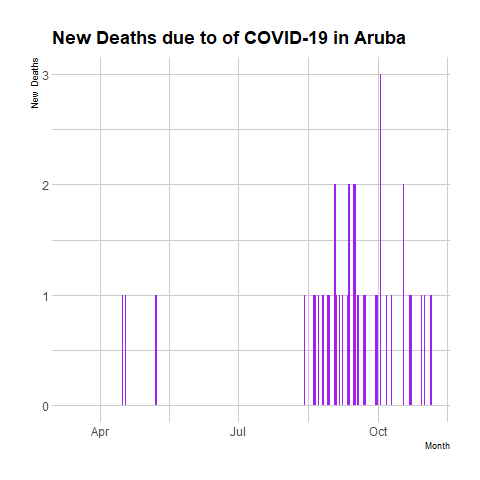 New Deaths due to of COVID-19 in Aruba
New Deaths
3
2
1
0
Apr Jul Oct
Month